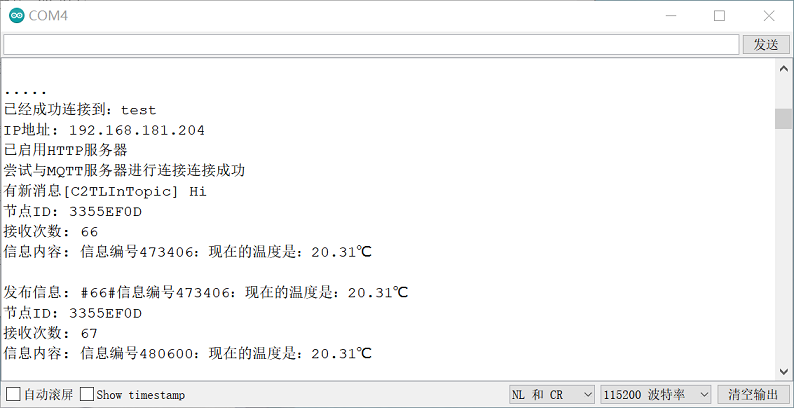 COM4
发送
.....
已经成功连接到：test
IP地址: 192.168.181.204
已启用HTTP服务器
尝试与MQTT服务器进行连接连接成功
有新消息[C2TLInTopic] Hi
节点ID: 3355EF0D
接收次数: 66
信息内容: 信息编号473406：现在的温度是：20.31℃
发布信息: #66#信息编号473406：现在的温度是：20.31℃
节点ID: 3355EF0D
接收次数: 67
信息内容: 信息编号480600：现在的温度是：20.31℃
自动滚屏 Show timestamp NL 和 CR 115200 波特率 清空输出